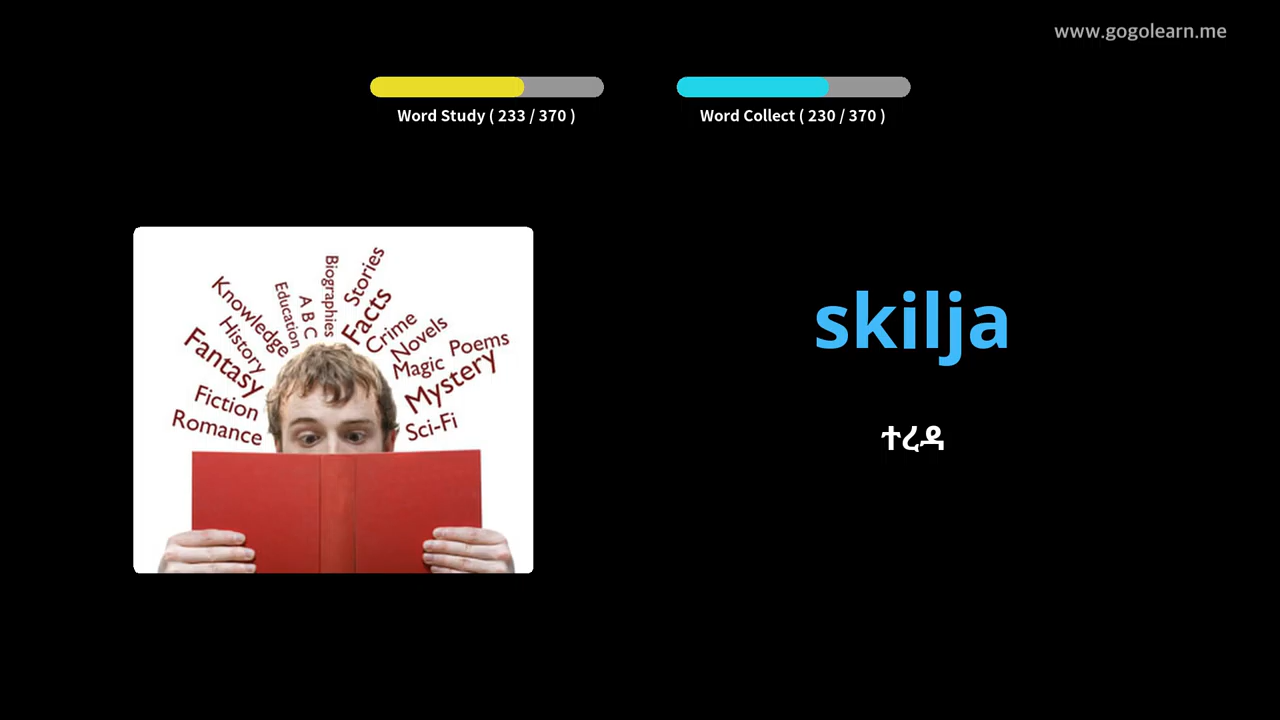 www.gogolearn.me
Word Study ( 233 / 370 )
Word Collect ( 230 / 370 )
Knowledge
Education
A B C
Biographies
Stories
Facts
History
Crime
Novels
Fantasy
Magic
Poems
Mystery
Fiction
Romance
Sci-Fi
skilja
ተረዳ